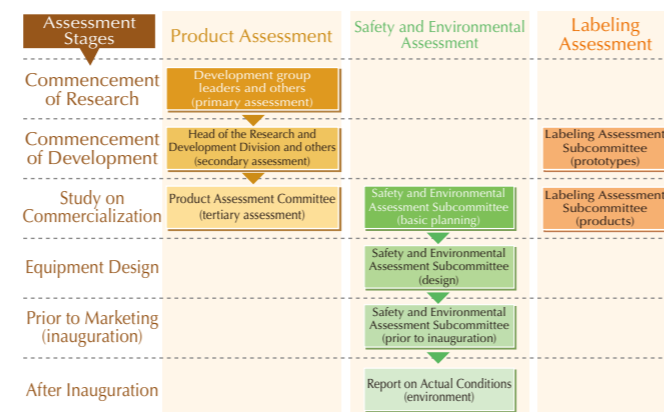 Assessment
Stages
Product Assessment
Safety and Environmental
Assessment
Labeling
Assessment
Commencement
of Research
Development group
leaders and others
(primary assessment)
Commencement
of Development
Head of the Research and
Development Division and others
(secondary assessment)
Labeling Assessment
Subcommittee
(prototypes)
Study on
Commercialization
Product Assessment Committee
(tertiary assessment)
Safety and Environmental
Assessment Subcommittee
(basic planning)
Labeling Assessment
Subcommittee
(products)
Equipment Design
Safety and Environmental
Assessment Subcommittee
(design)
Prior to Marketing
(inauguration)
Safety and Environmental
Assessment Subcommittee
(prior to inauguration)
After Inauguration
Report on Actual Conditions
(environment)